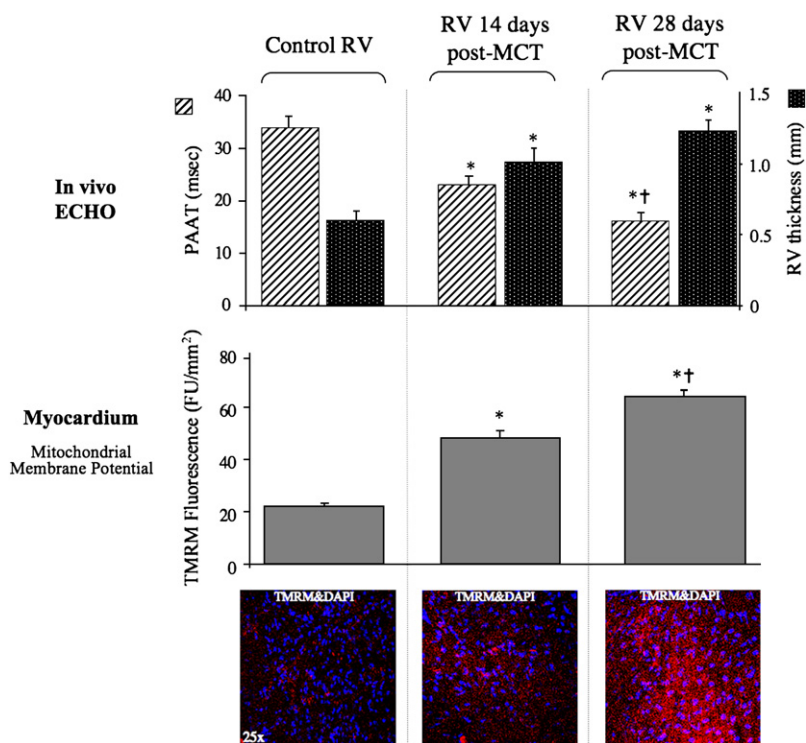 Control RV
RV 14 days
post-MCT
RV 28 days
post-MCT
In vivo
ECHO
PAAT (msec)
40
30
20
10
0
*
*
*†
*
1.5
1.0
0.5
0
RV thickness (mm)
Myocardium
Mitochondrial
Membrane Potential
TMRM Fluorescence (FU/mm²)
80
60
40
20
0
*
*†
TMRM&DAPI
TMRM&DAPI
TMRM&DAPI
25x